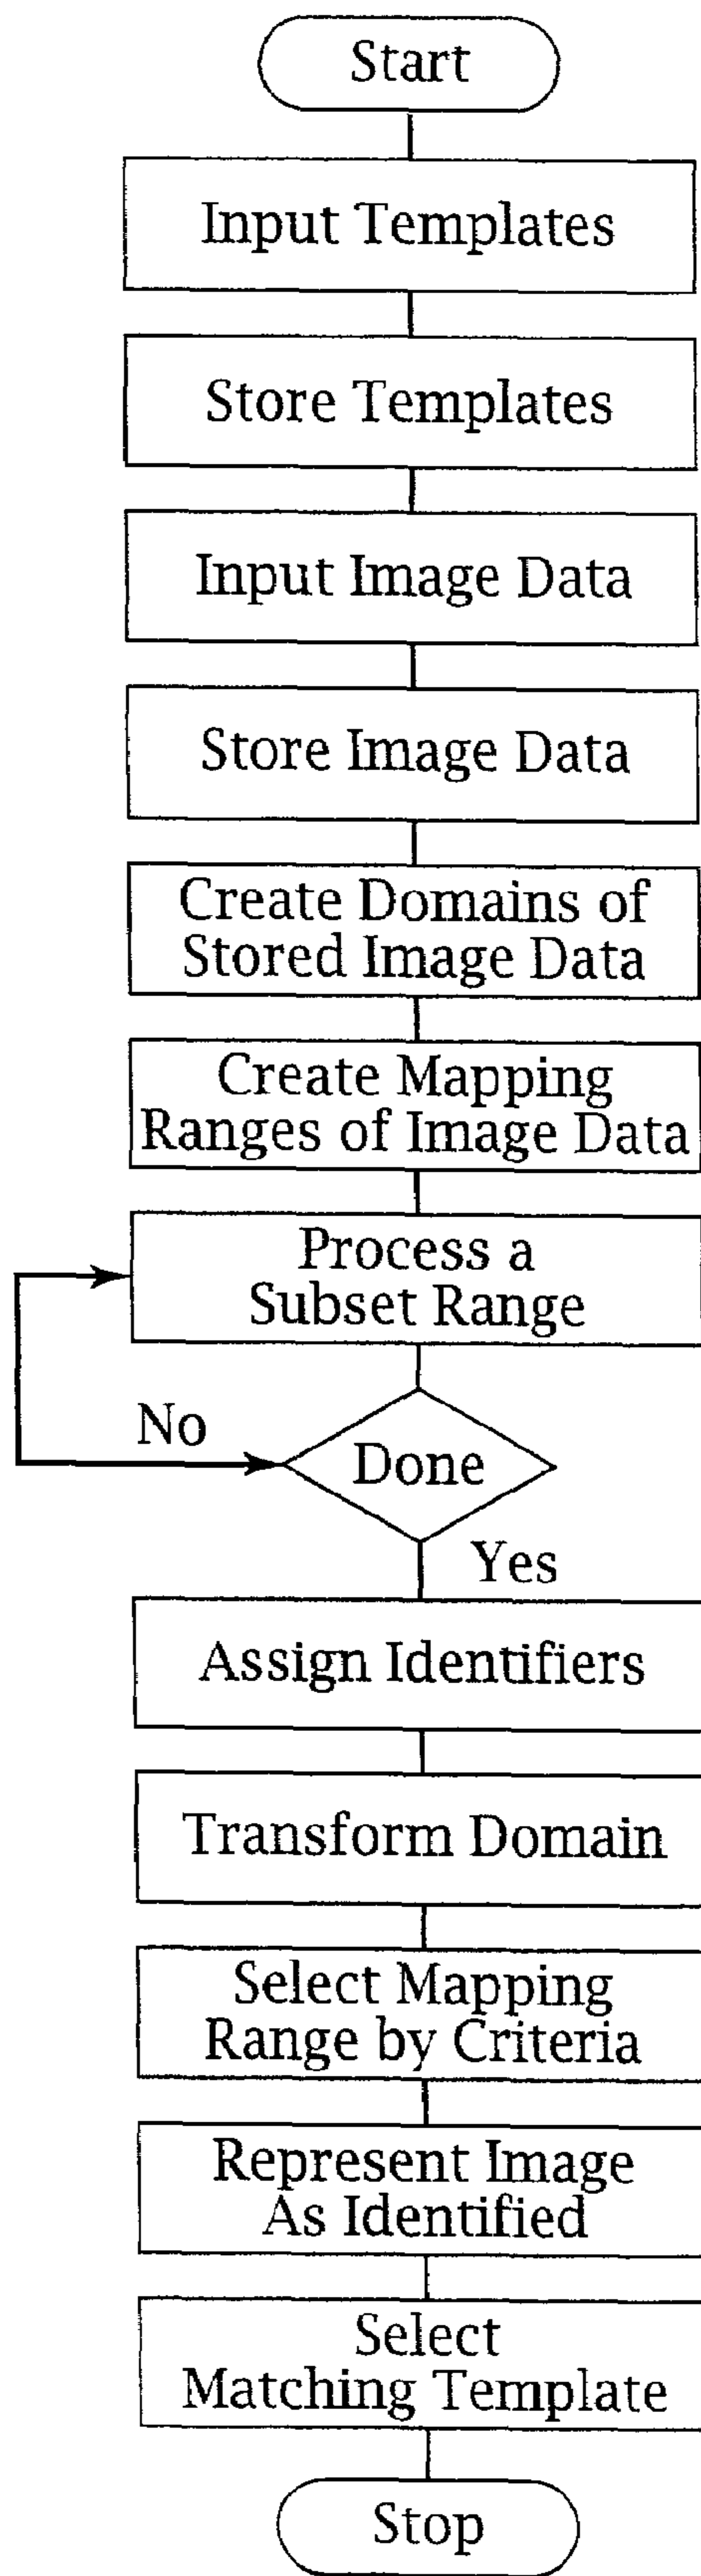 Start
Input Templates
Store Templates
Input Image Data
Store Image Data
Create Domains of
Stored Image Data
Create Mapping
Ranges of Image Data
Process a
Subset Range
No
Done
Yes
Assign Identifiers
Transform Domain
Select Mapping
Range by Criteria
Represent Image
As Identified
Select
Matching Template
Stop